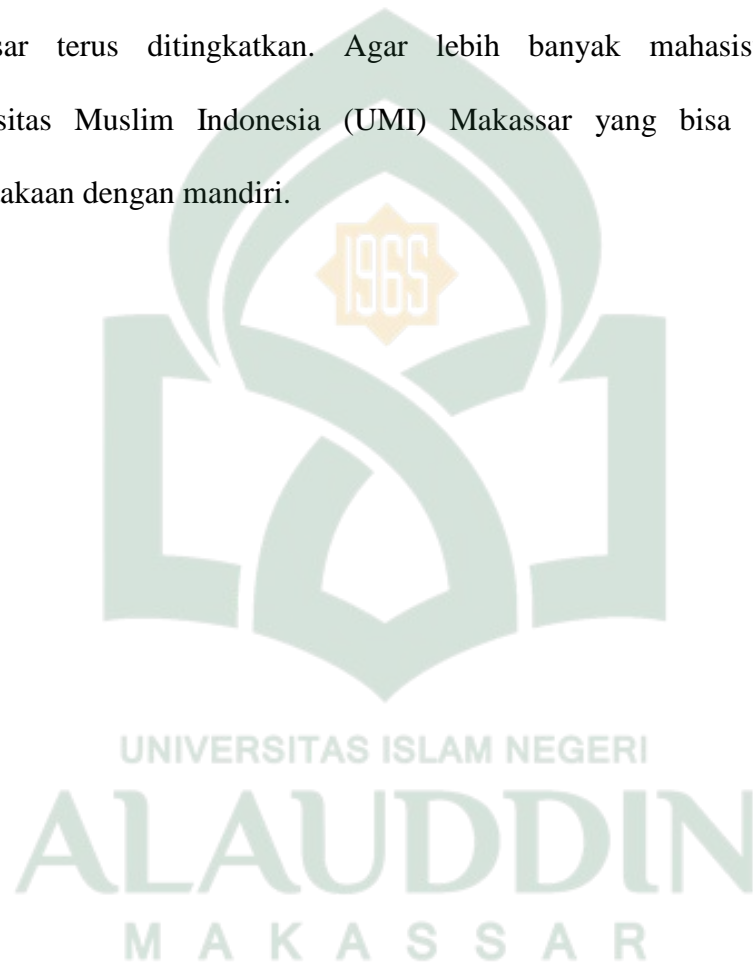 sar terus ditingkatkan. Agar lebih banyak mahasis
sitas Muslim Indonesia (UMI) Makassar yang bisa
akaan dengan mandiri.
1965
UNIVERSITAS ISLAM NEGERI
ALAUDDIN
MAKASSAR